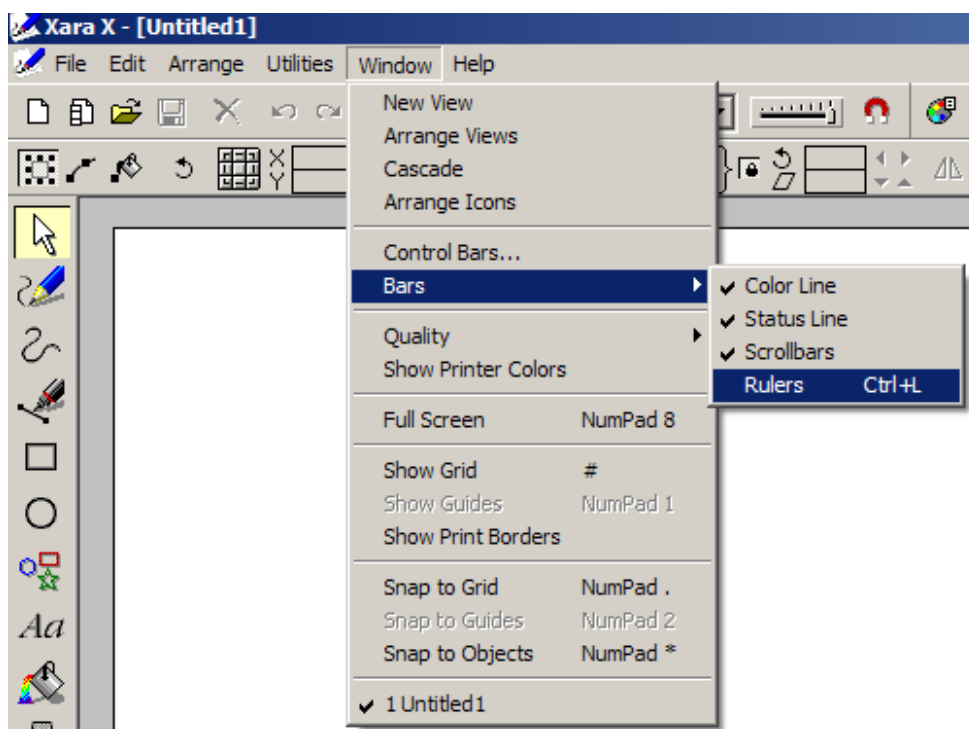 Xara X - [Untitled1]
File Edit Arrange Utilities Window Help
New View
Arrange Views
Cascade
Arrange Icons
X
Y
Control Bars...
Bars
Quality
Show Printer Colors
Full Screen NumPad 8
Show Grid #
Show Guides NumPad 1
Show Print Borders
Snap to Grid NumPad .
Snap to Guides NumPad 2
Snap to Objects NumPad *
1 Untitled1
Color Line
Status Line
Scrollbars
Rulers Ctrl+L
Aa